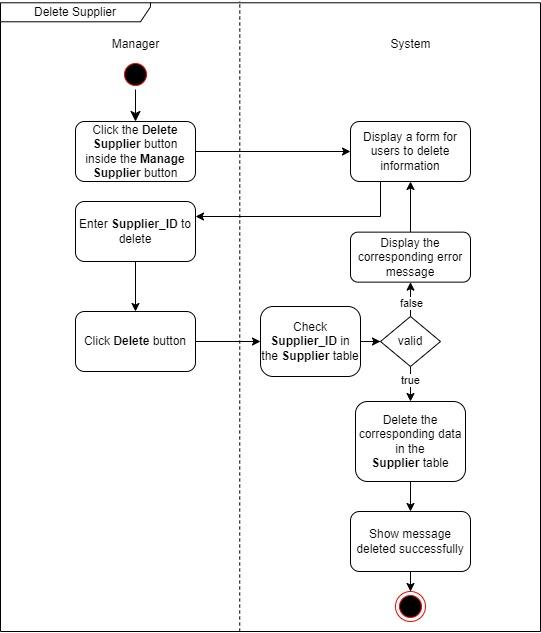 Delete Supplier
Manager
System
Click the Delete
Supplier button
inside the Manage
Supplier button
Display a form for
users to delete
information
Enter Supplier_ID to
delete
Display the
corresponding error
message
false
Click Delete button
Check
Supplier_ID in
the Supplier table
valid
true
Delete the
corresponding data
in the
Supplier table
Show message
deleted successfully